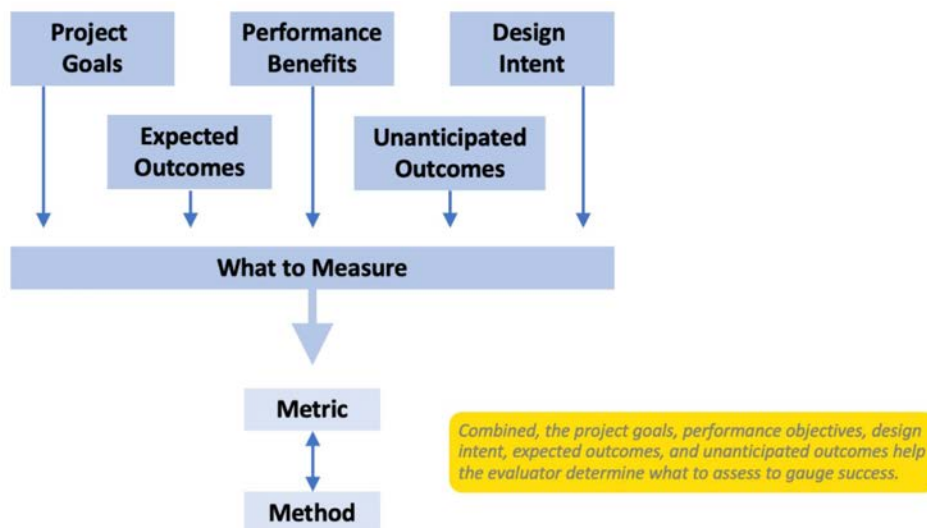 Project
Goals
Performance
Benefits
Design
Intent
Expected
Outcomes
Unanticipated
Outcomes
What to Measure
Metric
Method
Combined, the project goals, performance objectives, design
intent, expected outcomes, and unanticipated outcomes help
the evaluator determine what to assess to gauge success.